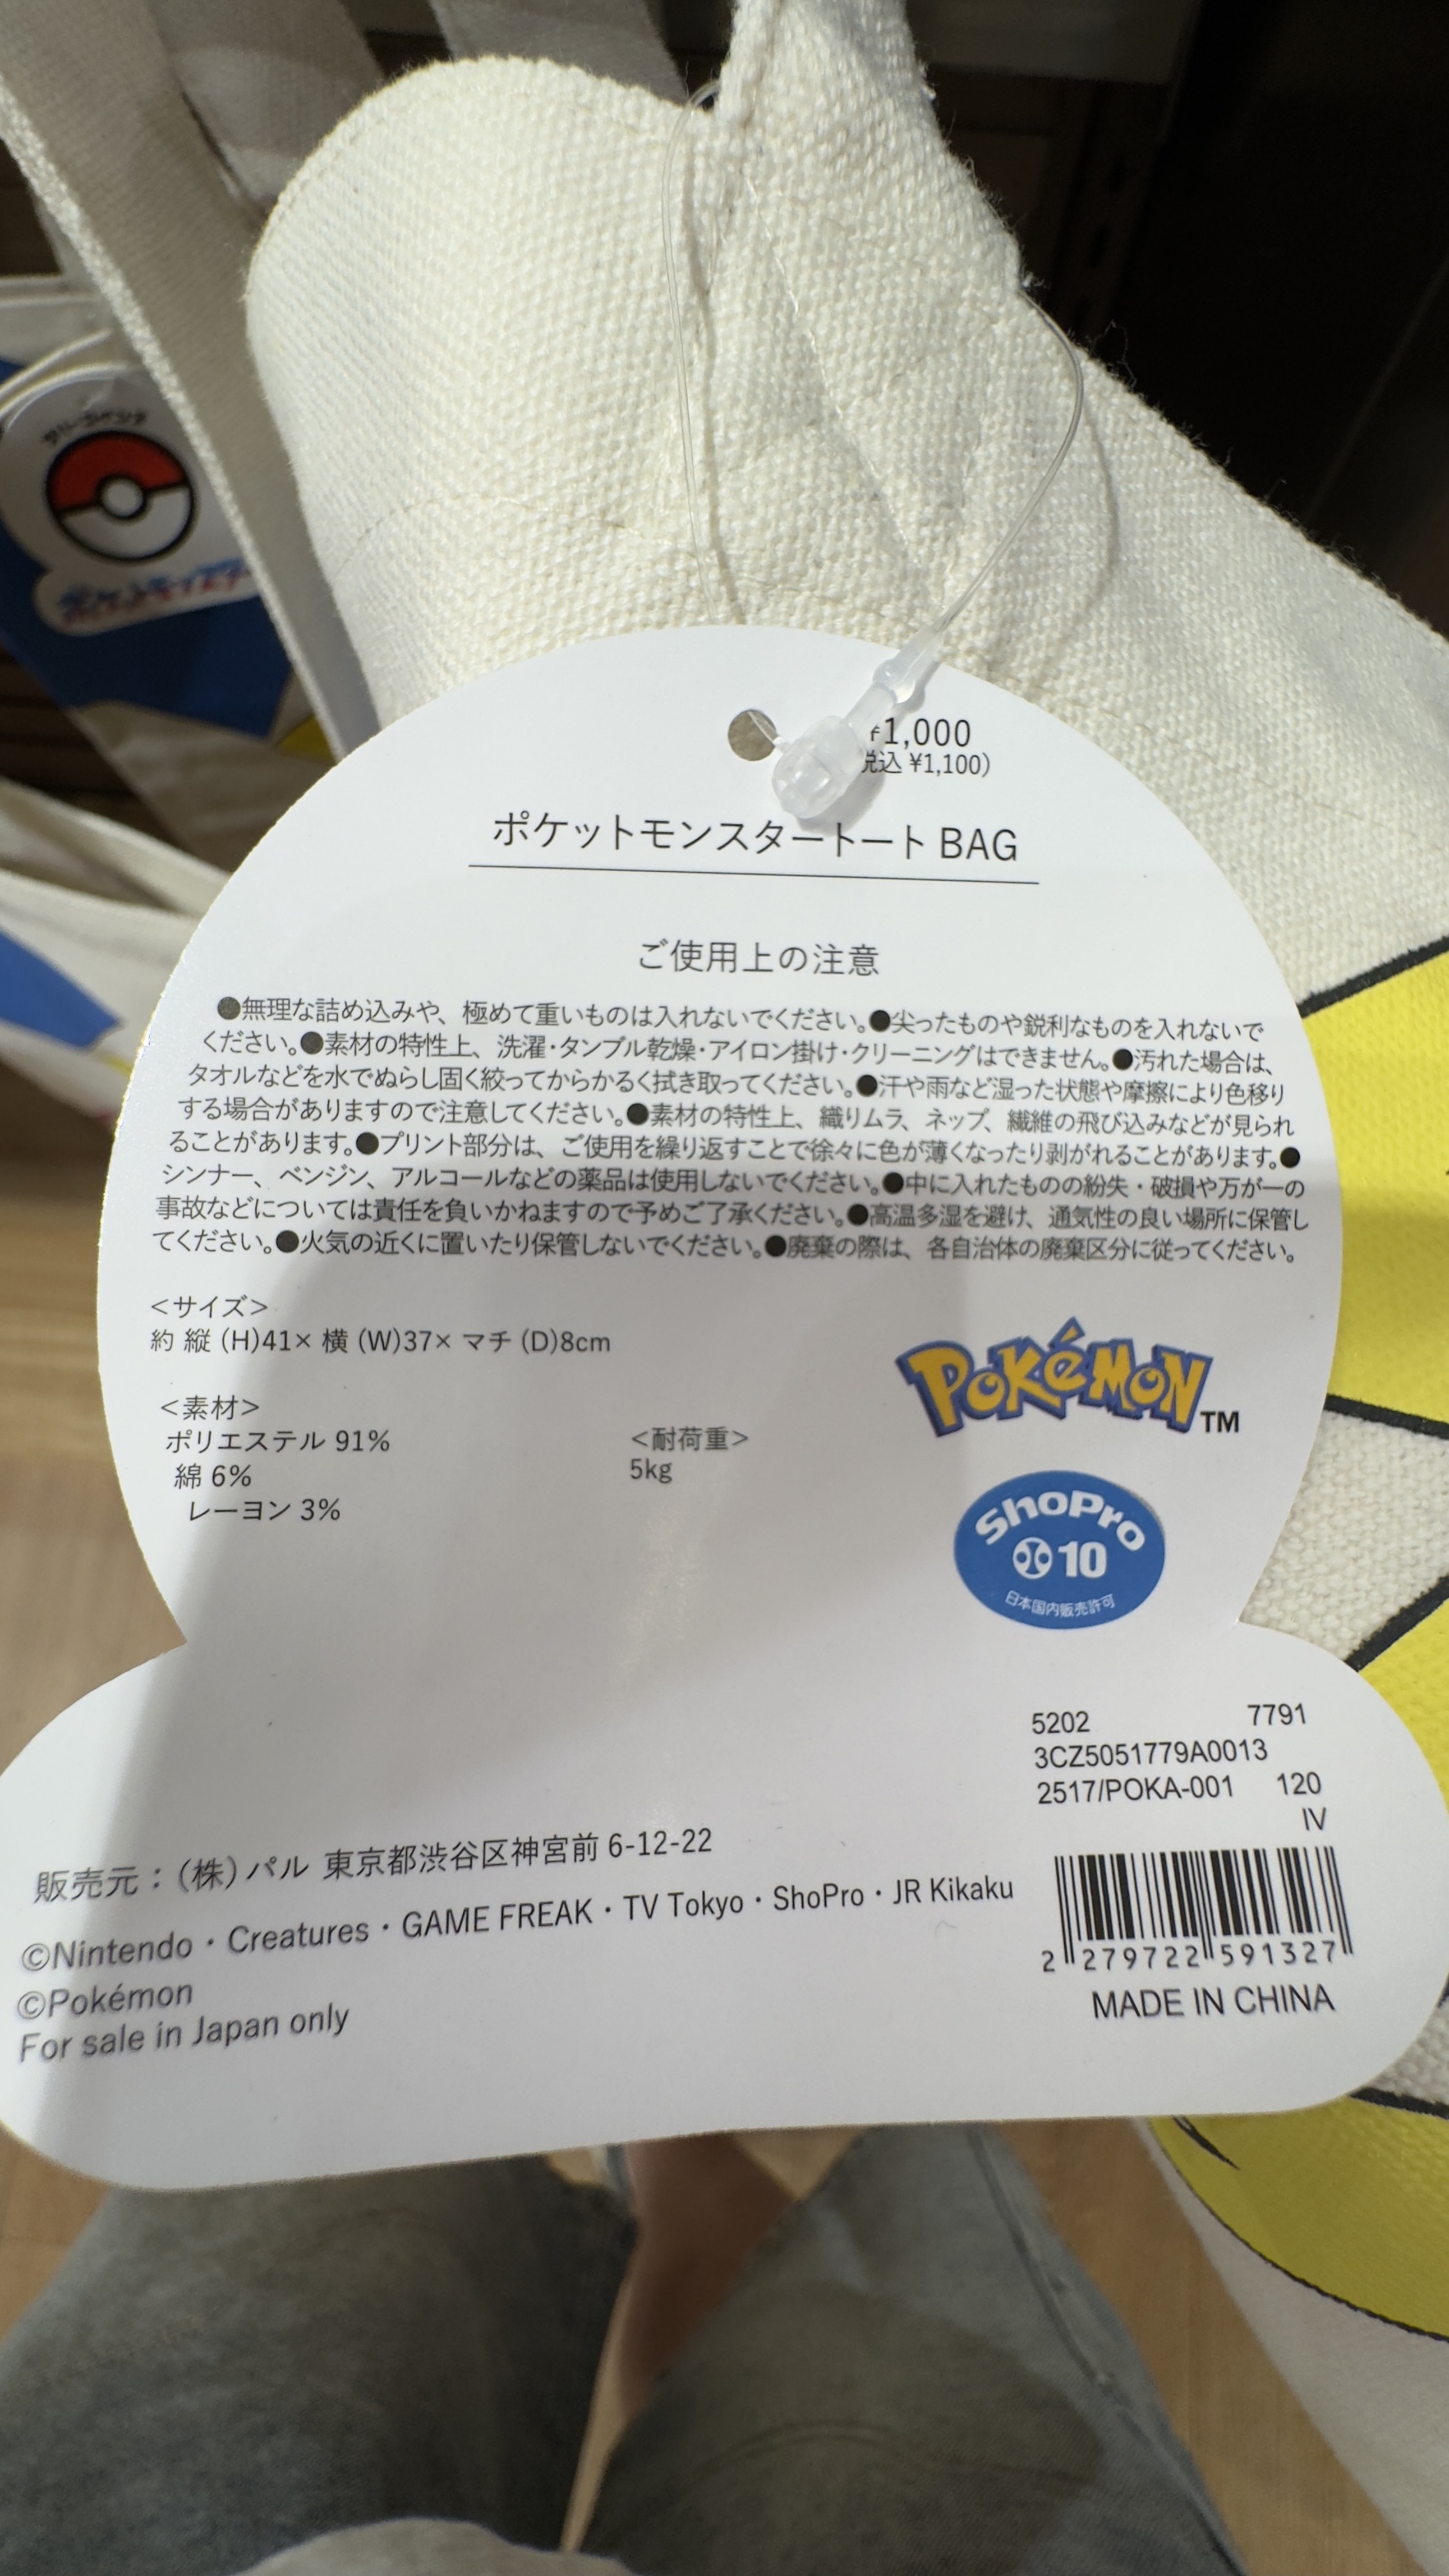 ¥1,000
税込 ¥1,100)
ポケットモンスタートート BAG
ご使用上の注意
●無理な詰め込みや、極めて重いものは入れないでください。●尖ったものや鋭利なものを入れないで
ください。●素材の特性上、洗濯・タンブル乾燥・アイロン掛け・クリーニングはできません。●汚れた場合は、
タオルなどを水でぬらし固く絞ってからかるく拭き取ってください。●汗や雨など湿った状態や摩擦により色移り
する場合がありますので注意してください。●素材の特性上、織りムラ、ネップ、繊維の飛び込みなどが見られ
ることがあります。●プリント部分は、ご使用を繰り返すことで徐々に色が薄くなったり剥がれることがあります。●
シンナー、ベンジン、アルコールなどの薬品は使用しないでください。●中に入れたものの紛失・破損や万が一の
事故などについては責任を負いかねますので予めご了承ください。●高温多湿を避け、通気性の良い場所に保管し
てください。●火気の近くに置いたり保管しないでください。●廃棄の際は、各自治体の廃棄区分に従ってください。
<サイズ>
約 縦 (H)41× 横 (W)37× マチ (D)8cm
<素材>
ポリエステル 91%
綿 6%
レーヨン 3%
<耐荷重>
5kg
POKéMON TM
ShoPro
10
日本国内販売許可
5202 7791
3CZ5051779A0013
2517/POKA-001 120
IV
2 279722 591327
MADE IN CHINA
販売元：(株)パル 東京都渋谷区神宮前 6-12-22
©Nintendo・Creatures・GAME FREAK・TV Tokyo・ShoPro・JR Kikaku
©Pokémon
For sale in Japan only